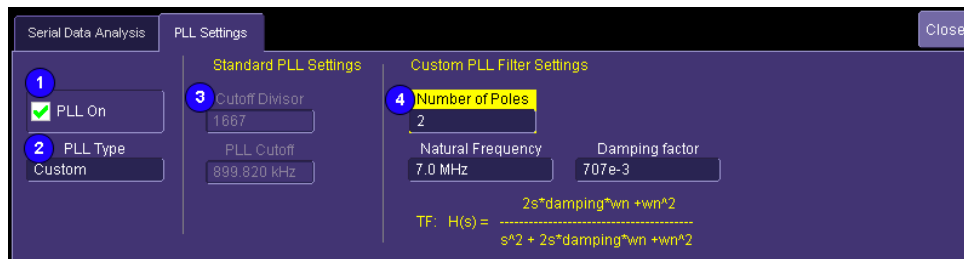 Serial Data Analysis
PLL Settings
Close
1
PLL On
2
PLL Type
Custom
Standard PLL Settings
3
Cutoff Divisor
1667
PLL Cutoff
899.820 kHz
Custom PLL Filter Settings
4
Number of Poles
2
Natural Frequency
7.0 MHz
Damping factor
707e-3
2s*damping*wn +wn^2
TF: H(s) = ----------------------------------------
s^2 + 2s*damping*wn +wn^2